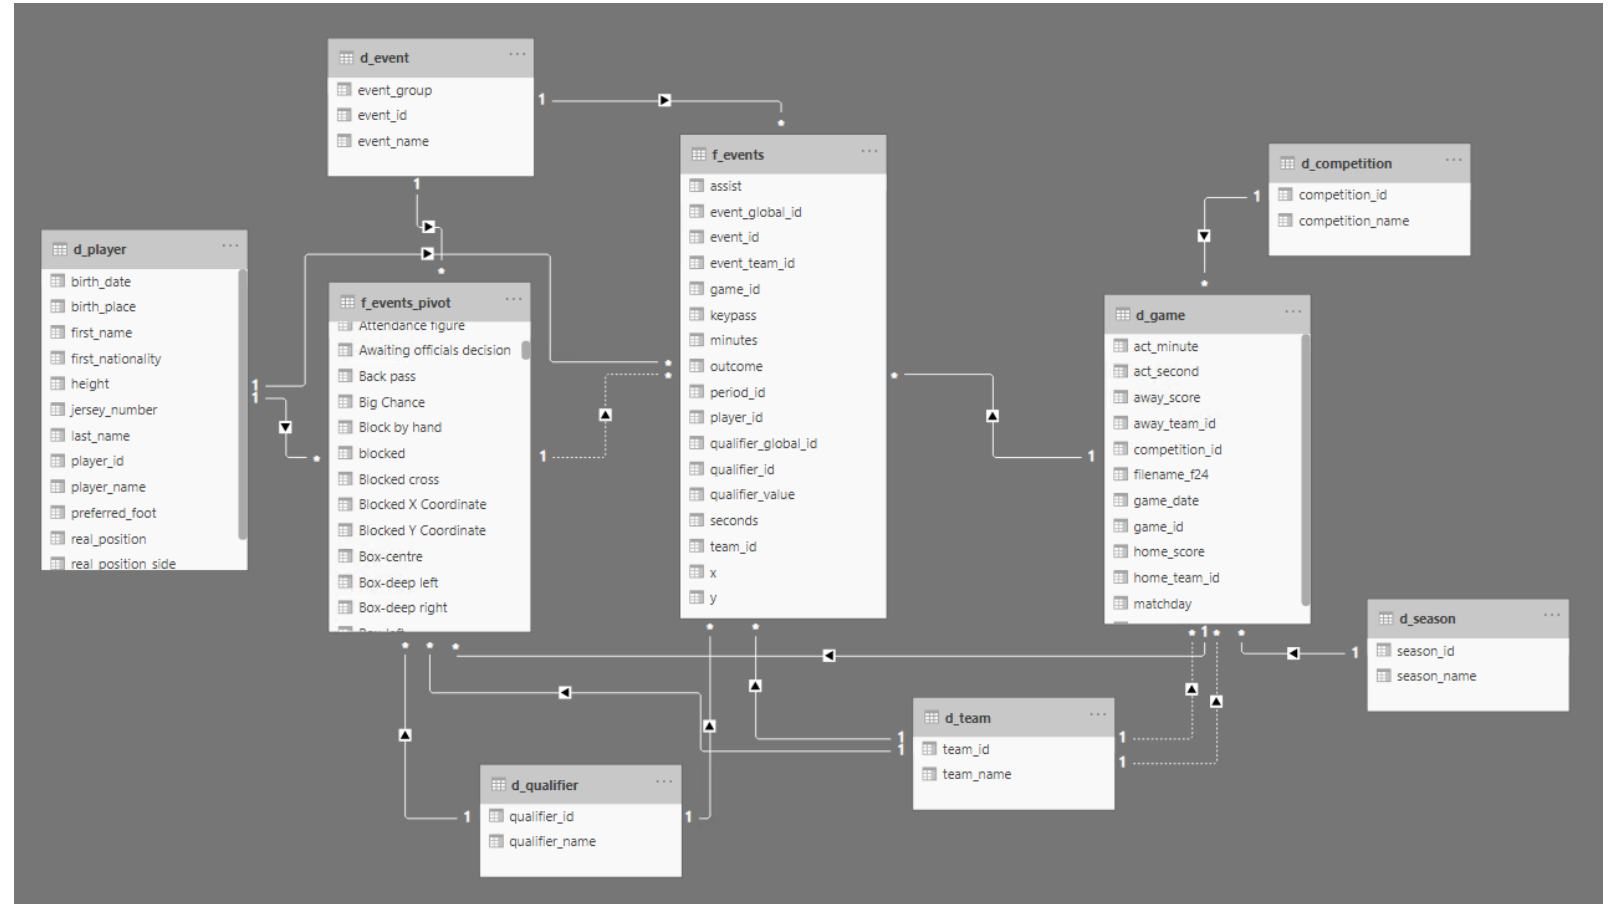 d_event
event_group
event_id
event_name
1
*
1
*
f_events
assist
event_global_id
event_id
event_team_id
game_id
keypass
minutes
outcome
period_id
player_id
qualifier_global_id
qualifier_id
qualifier_value
seconds
team_id
x
y
d_competition
competition_id
competition_name
1
*
d_player
birth_date
birth_place
first_name
first_nationality
height
jersey_number
last_name
player_id
player_name
preferred_foot
real_position
real_position_side
1
1
*
*
*
f_events_pivot
Attendance figure
Awaiting officials decision
Back pass
Big Chance
Block by hand
blocked
Blocked cross
Blocked X Coordinate
Blocked Y Coordinate
Box-centre
Box-deep left
Box-deep right
1
*
1
d_game
act_minute
act_second
away_score
away_team_id
competition_id
filename_f24
game_date
game_id
home_score
home_team_id
matchday
* 1 * *
* * *
* *
d_season
season_id
season_name
1
d_team
team_id
team_name
1
1
1
1
d_qualifier
qualifier_id
qualifier_name
1
1